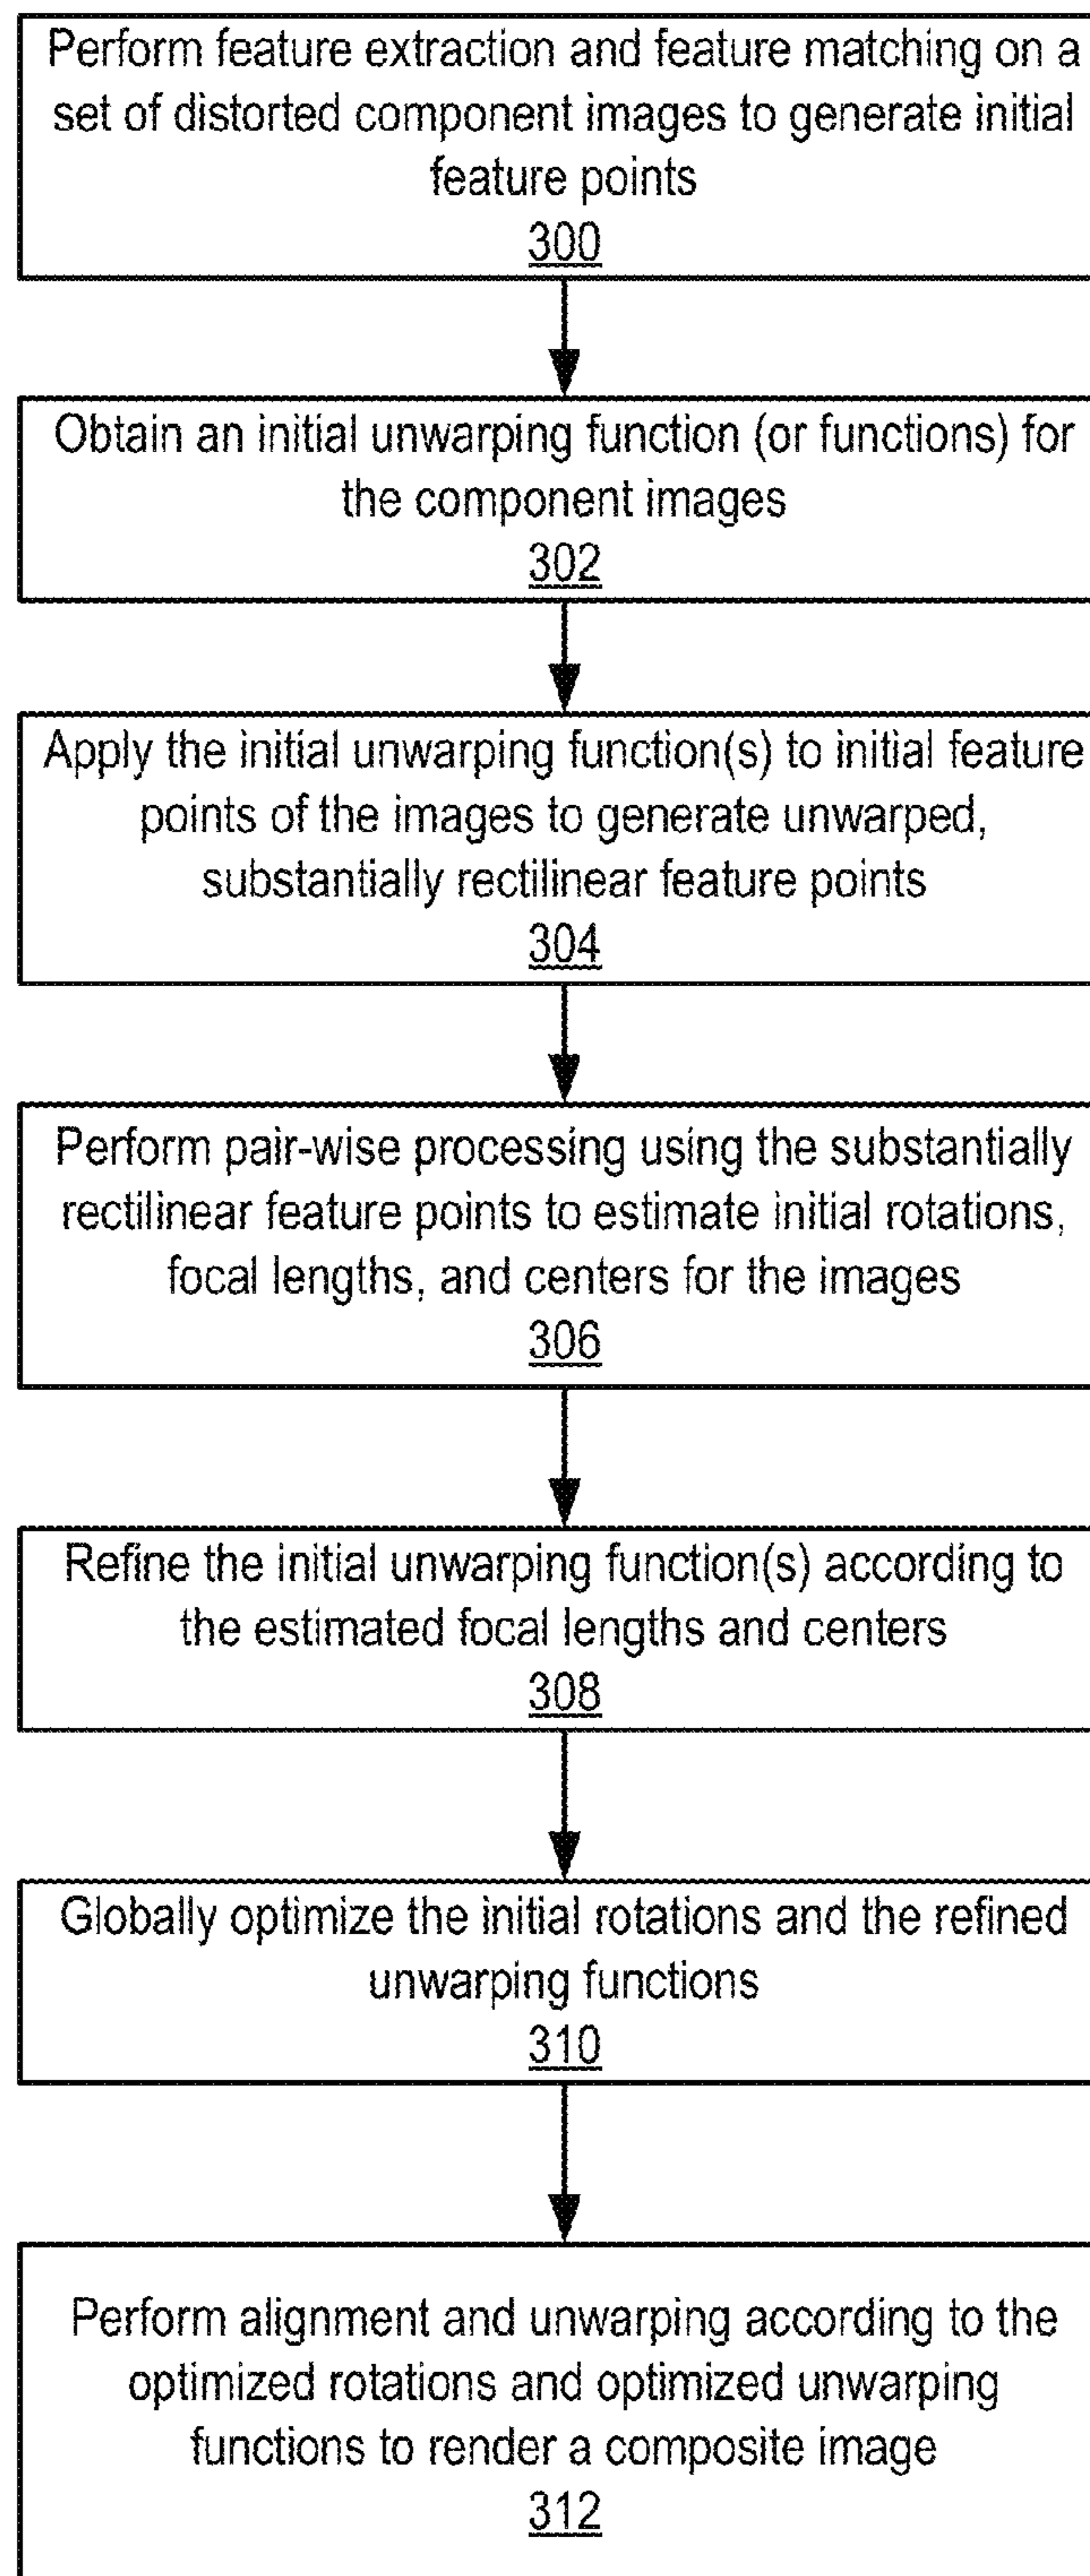 Perform feature extraction and feature matching on a
set of distorted component images to generate initial
feature points
300
Obtain an initial unwarping function (or functions) for
the component images
302
Apply the initial unwarping function(s) to initial feature
points of the images to generate unwarped,
substantially rectilinear feature points
304
Perform pair-wise processing using the substantially
rectilinear feature points to estimate initial rotations,
focal lengths, and centers for the images
306
Refine the initial unwarping function(s) according to
the estimated focal lengths and centers
308
Globally optimize the initial rotations and the refined
unwarping functions
310
Perform alignment and unwarping according to the
optimized rotations and optimized unwarping
functions to render a composite image
312